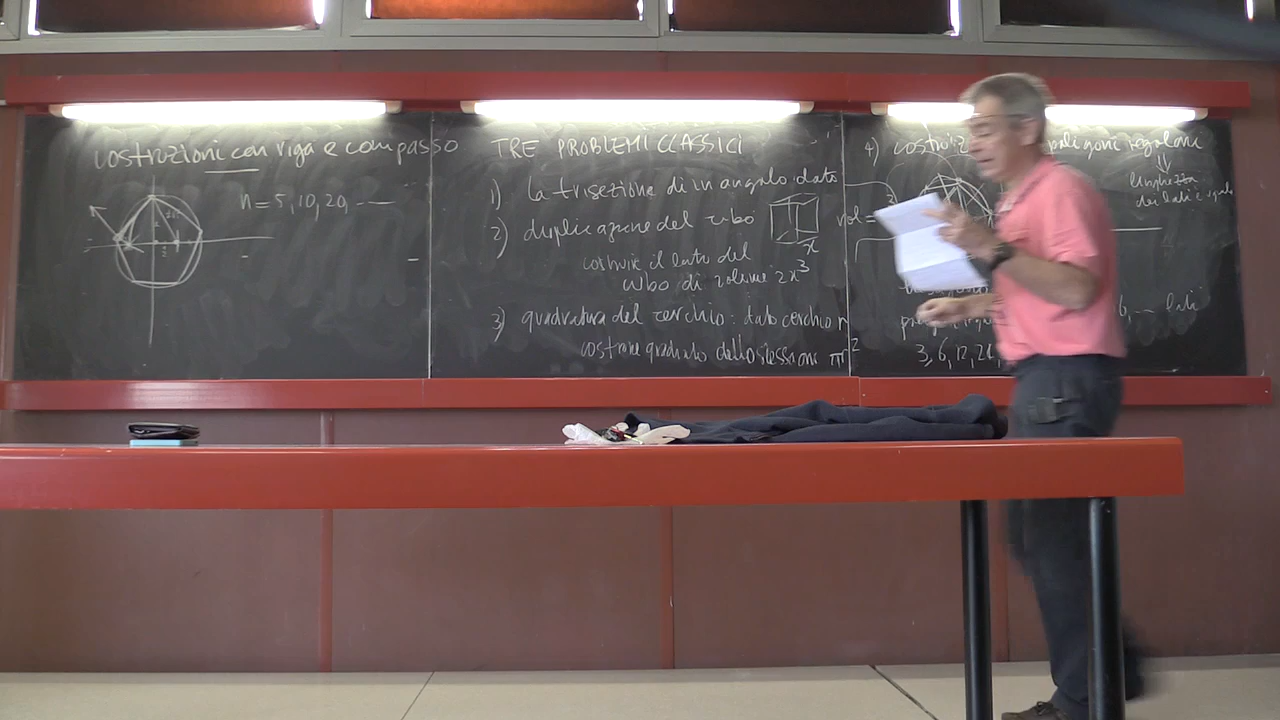 costruzioni con riga e compasso
n = 5, 10, 20, —
TRE PROBLEMI CLASSICI
1) la trisezione di un angolo dato
2) duplicazione del cubo
x
vol =
costruire il lato del
cubo di volume 2x³
3) quadratura del cerchio: dato cerchio r
costruire quadrato dello stesso πr²
4) poligoni regolari
lunghezza
dei lati uguale
lati
3, 6, 12, 24